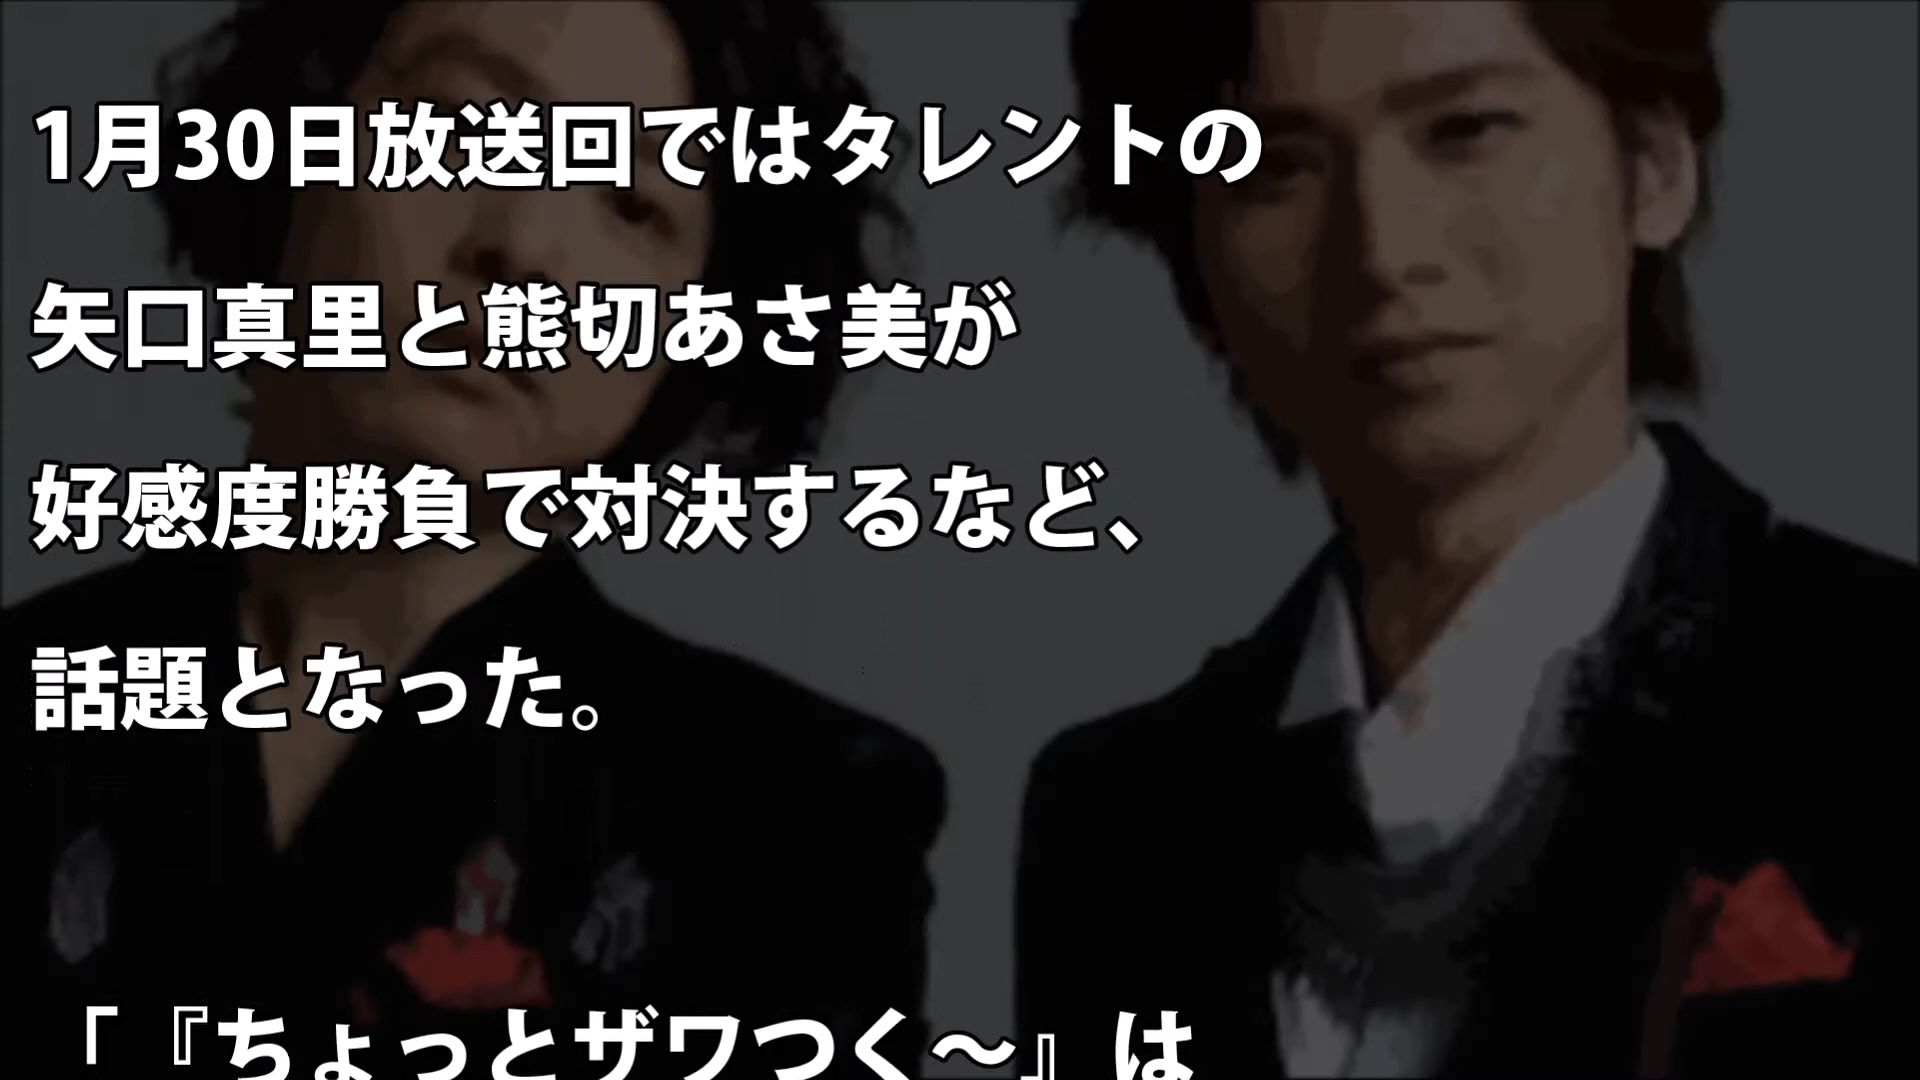 1月30日放送回ではタレントの
矢口真里と熊切あさ美が
好感度勝負で対決するなど、
話題となった。
「『ちょっとザワつく〜』は